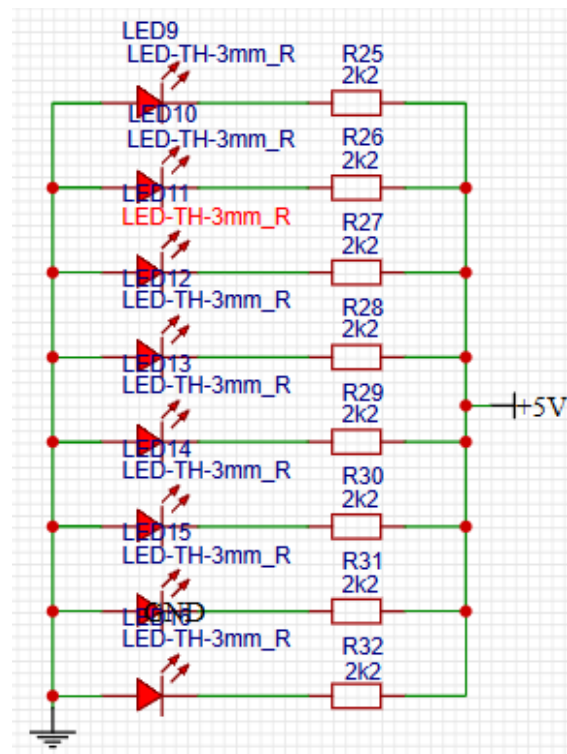 LED9
LED-TH-3mm_R
R25
2k2
LED10
LED-TH-3mm_R
R26
2k2
LED11
LED-TH-3mm_R
R27
2k2
LED12
LED-TH-3mm_R
R28
2k2
LED13
LED-TH-3mm_R
R29
2k2
+5V
LED14
LED-TH-3mm_R
R30
2k2
LED15
LED-TH-3mm_R
R31
2k2
GND
LED16
LED-TH-3mm_R
R32
2k2